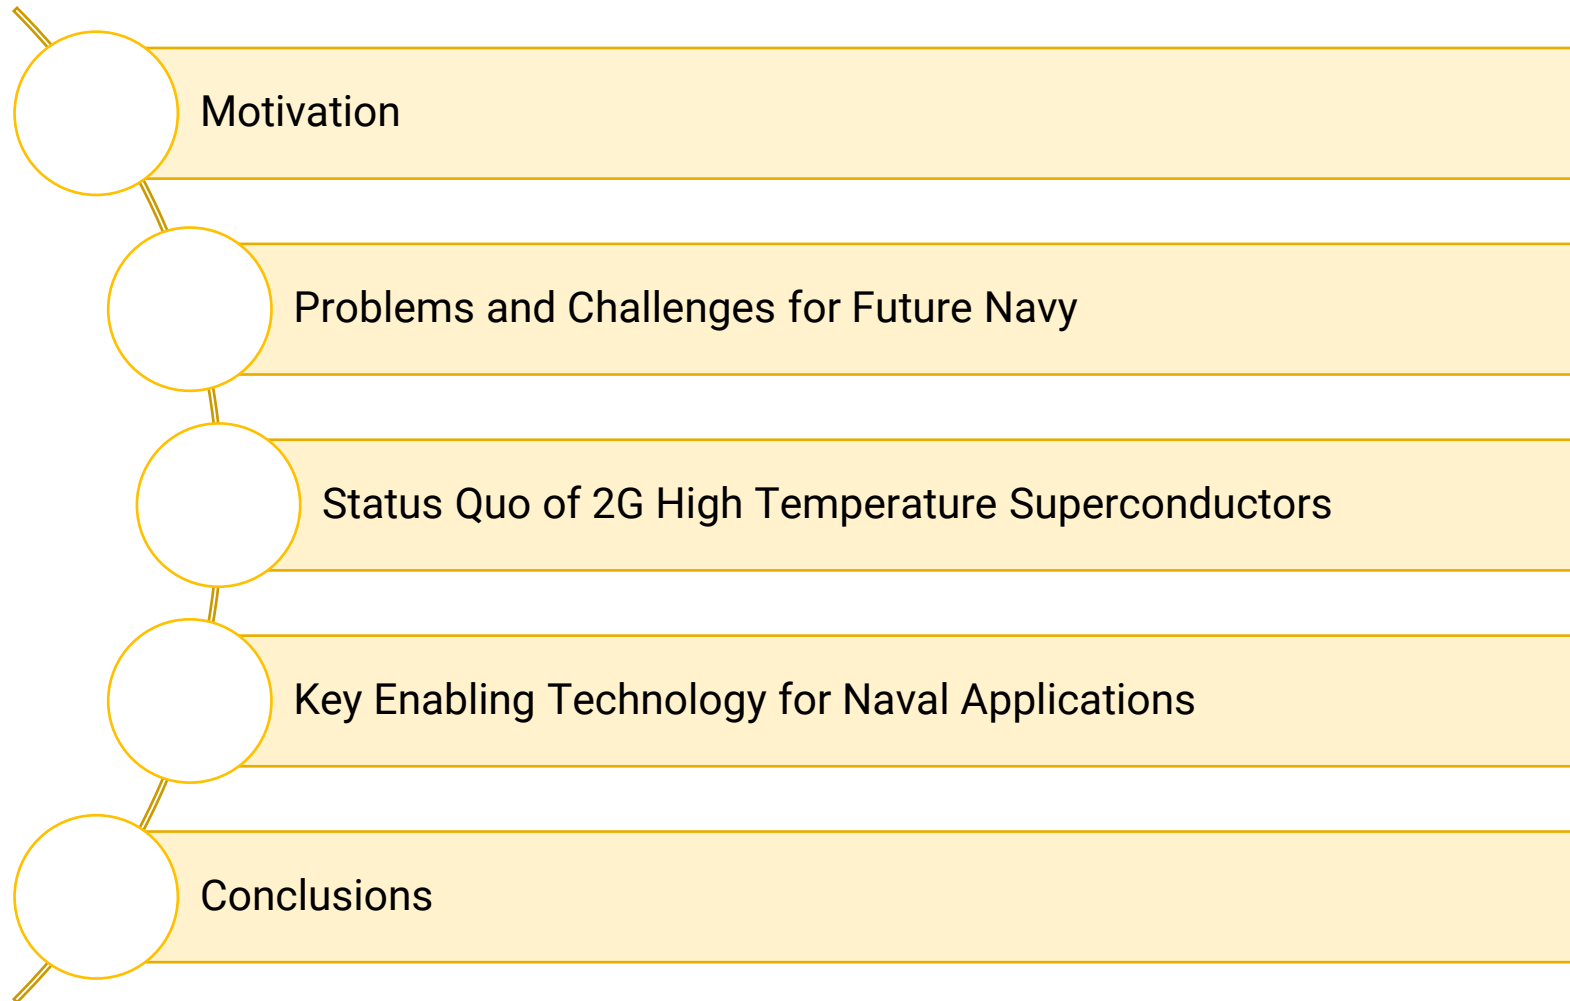 Motivation
Problems and Challenges for Future Navy
Status Quo of 2G High Temperature Superconductors
Key Enabling Technology for Naval Applications
Conclusions